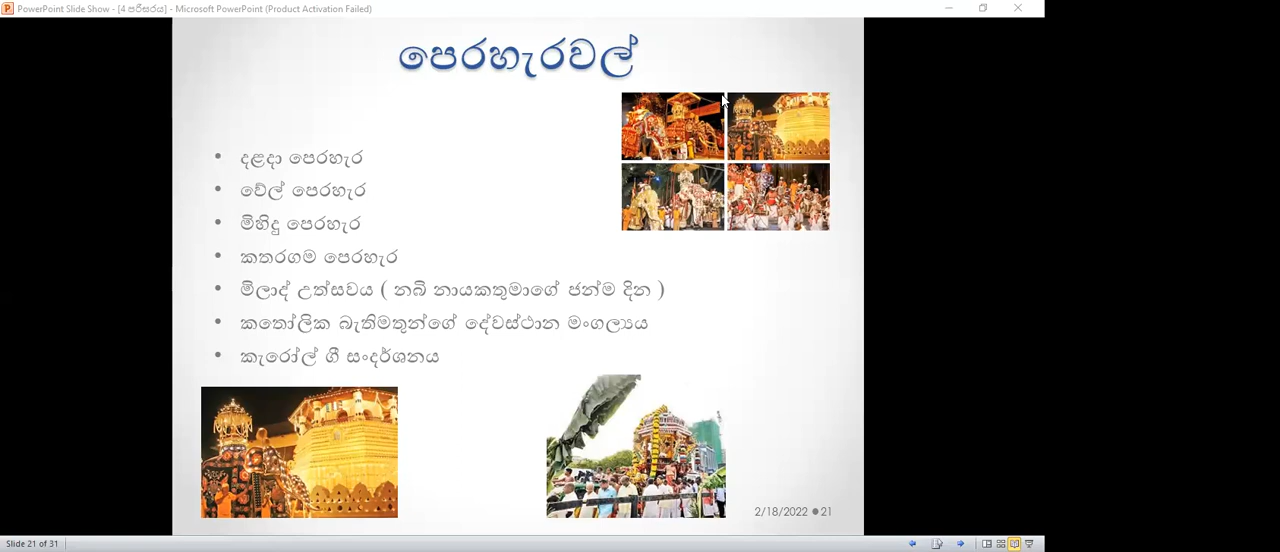 PowerPoint Slide Show - [4 පරිසරය] - Microsoft PowerPoint (Product Activation Failed)
පෙරහැරවල්
• දළදා පෙරහැර
• වේල් පෙරහැර
• මිහිදු පෙරහැර
• කතරගම පෙරහැර
• මිලාද් උත්සවය ( නබි නායකතුමාගේ ජන්ම දින )
• කතෝලික බැතිමතුන්ගේ දේවස්ථාන මංගල්‍යය
• කැරෝල් ගී සංදර්ශනය
2/18/2022 ●21
Slide 21 of 31